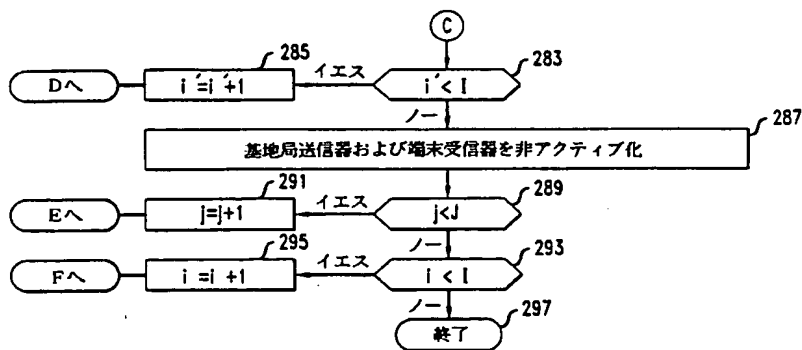 C
285
イエス
283
Dへ
i´=i´+1
i´< I
ノー
287
基地局送信器および端末受信器を非アクティブ化
291
289
Eへ
j=j+1
イエス
j<J
ノー
295
293
Fへ
i =i +1
イエス
i < I
ノー
297
終了